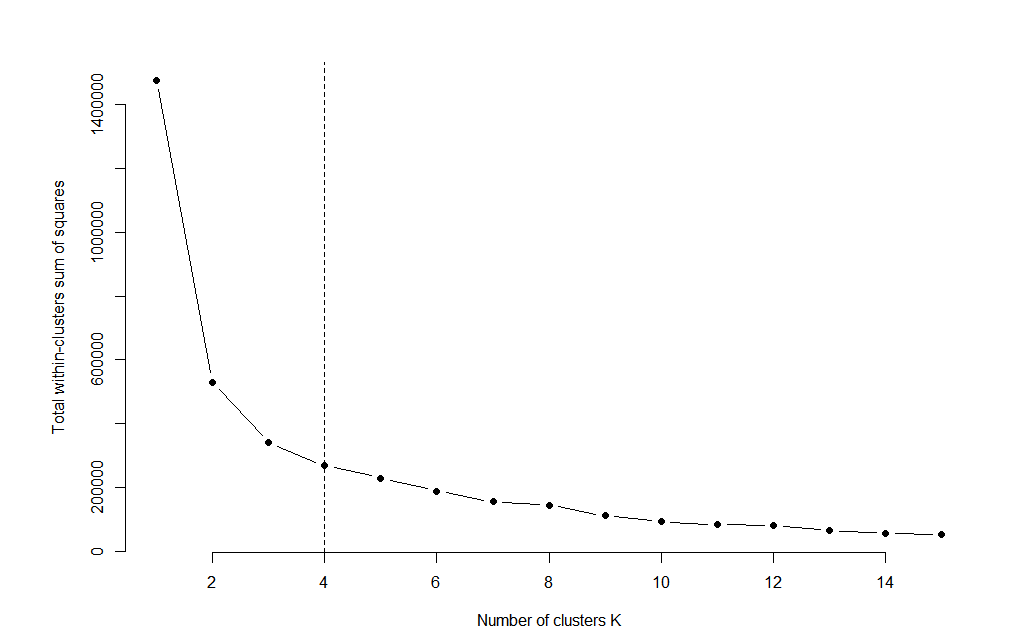 Total within-clusters sum of squares
1400000
1000000
600000
200000
0
2 4 6 8 10 12 14
Number of clusters K